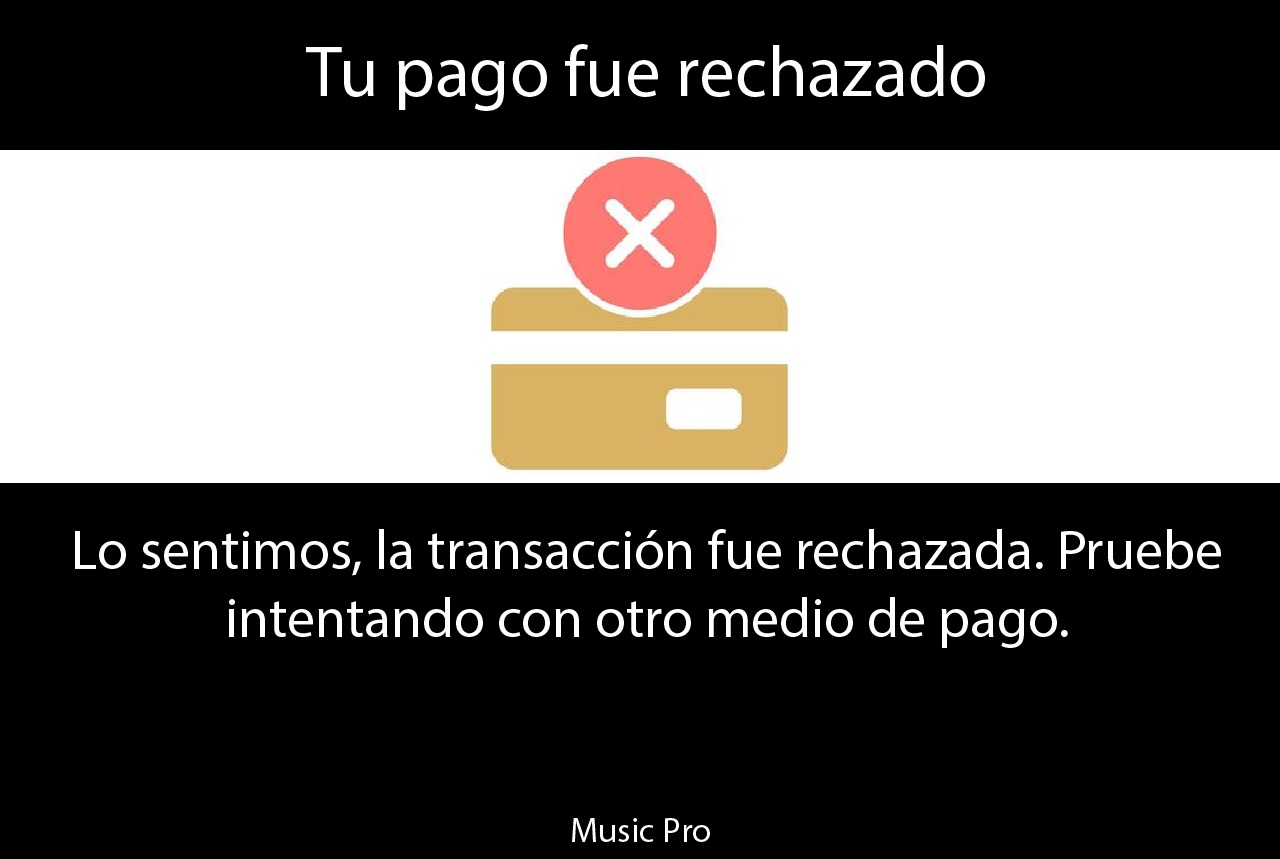 Tu pago fue rechazado
Lo sentimos, la transacción fue rechazada. Pruebe
intentando con otro medio de pago.
Music Pro